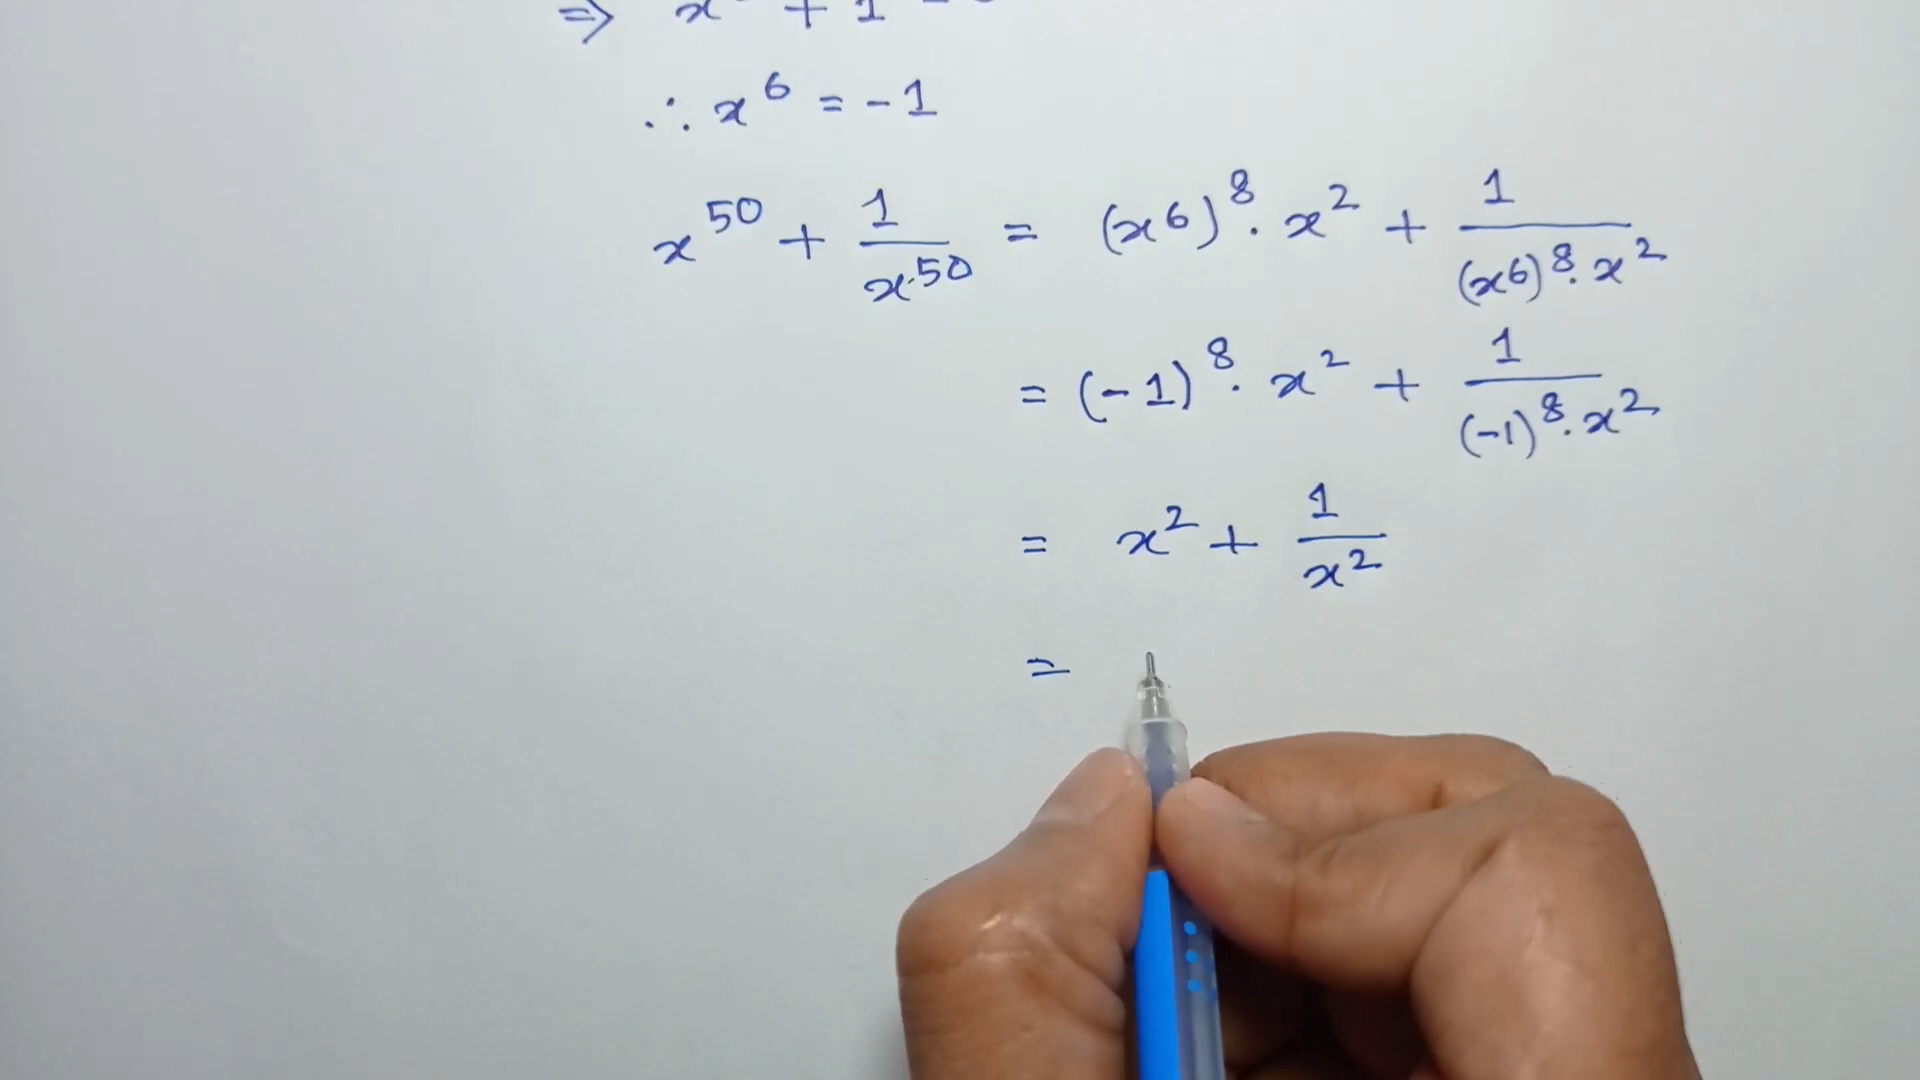 ⇒ x + 1
∴ x⁶ = -1
x⁵⁰ + 1/x⁵⁰ = (x⁶)⁸ . x² + 1/((x⁶)⁸ . x²)
= (-1)⁸ . x² + 1/((-1)⁸ . x²)
= x² + 1/x²
=